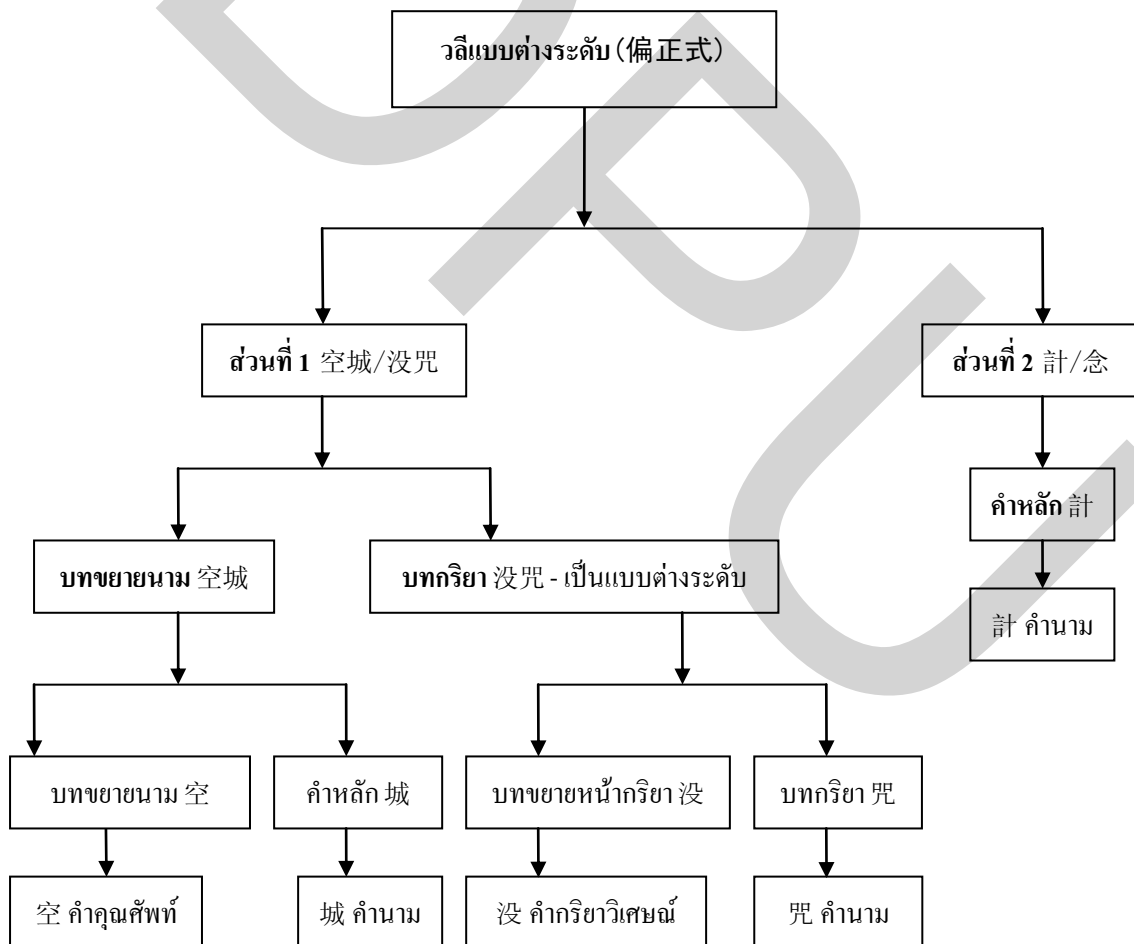 วลีแบบต่างระดับ(偏正式)
ส่วนที่ 1 空城/没咒
ส่วนที่ 2 計/念
คำหลัก 計
บทขยายนาม 空城
บทกริยา 没咒 - เป็นแบบต่างระดับ
計 คำนาม
บทขยายนาม 空
คำหลัก 城
บทขยายหน้ากริยา 没
บทกริยา 咒
空 คำคุณศัพท์
城 คำนาม
没 คำกริยาวิเศษณ์
咒 คำนาม
DPU